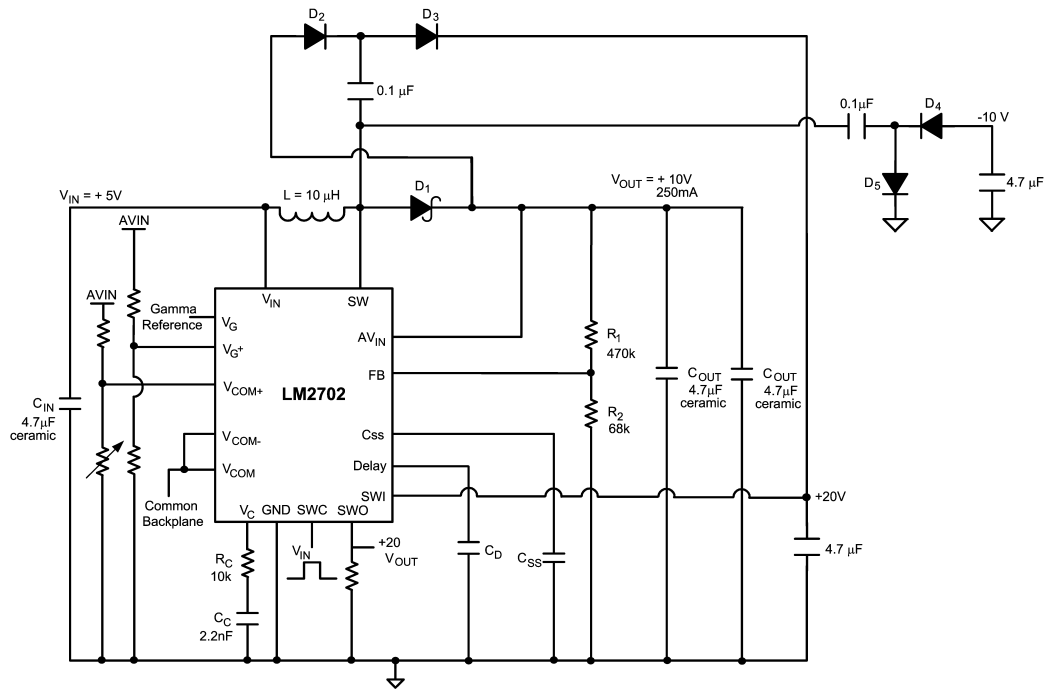 D2
D3
0.1 μF
0.1μF
D4
-10 V
D5
4.7 μF
VIN = + 5V
L = 10 μH
D1
VOUT = + 10V
250mA
AVIN
AVIN
Gamma
Reference
VIN
SW
VG
VG+
VCOM+
VCOM-
VCOM
LM2702
AVIN
FB
Css
Delay
SWI
VC
GND
SWC
SWO
R1
470k
R2
68k
COUT
4.7μF
ceramic
COUT
4.7μF
ceramic
CIN
4.7μF
ceramic
Common
Backplane
+20V
4.7 μF
RC
10k
VIN
+20
VOUT
CD
CSS
CC
2.2nF